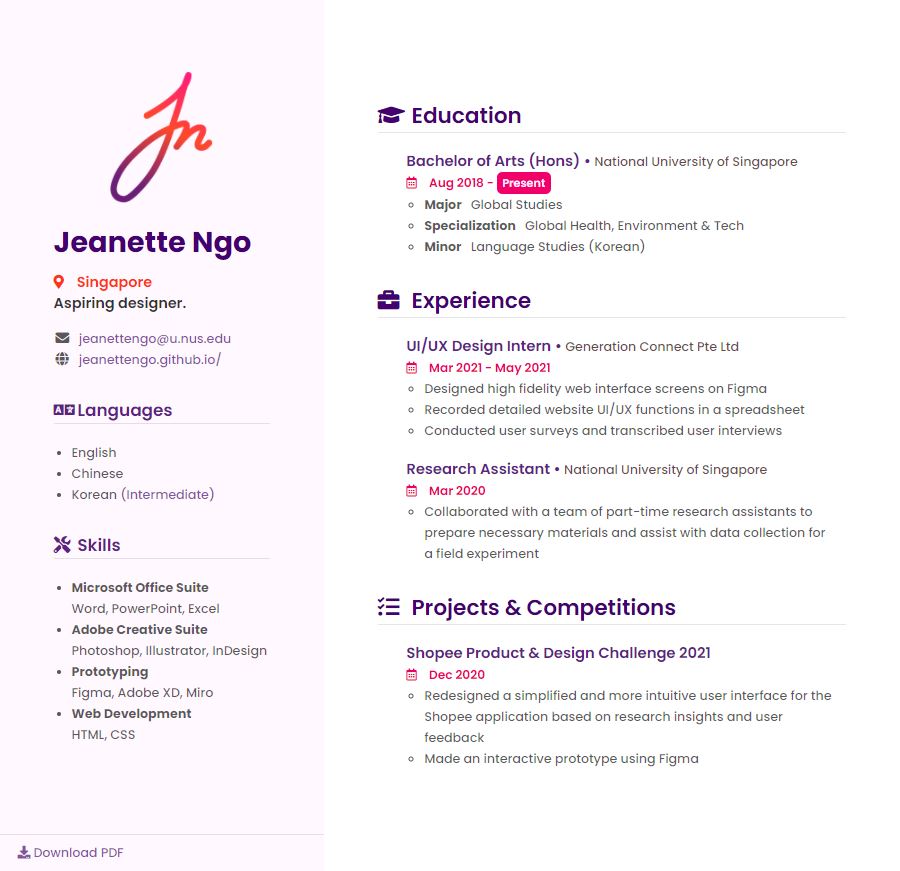 Jn
Jeanette Ngo
Singapore
Aspiring designer.
jeanettengo@u.nus.edu
jeanettengo.github.io/
Languages
English
Chinese
Korean (Intermediate)
Skills
Microsoft Office Suite
Word, PowerPoint, Excel
Adobe Creative Suite
Photoshop, Illustrator, InDesign
Prototyping
Figma, Adobe XD, Miro
Web Development
HTML, CSS
Download PDF
Education
Bachelor of Arts (Hons) • National University of Singapore
Aug 2018 - Present
Major Global Studies
Specialization Global Health, Environment & Tech
Minor Language Studies (Korean)
Experience
UI/UX Design Intern • Generation Connect Pte Ltd
Mar 2021 - May 2021
Designed high fidelity web interface screens on Figma
Recorded detailed website UI/UX functions in a spreadsheet
Conducted user surveys and transcribed user interviews
Research Assistant • National University of Singapore
Mar 2020
Collaborated with a team of part-time research assistants to
prepare necessary materials and assist with data collection for
a field experiment
Projects & Competitions
Shopee Product & Design Challenge 2021
Dec 2020
Redesigned a simplified and more intuitive user interface for the
Shopee application based on research insights and user
feedback
Made an interactive prototype using Figma